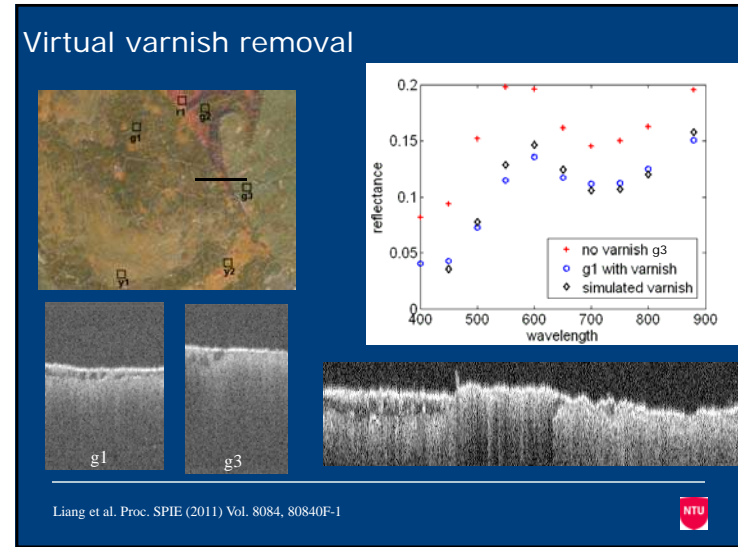 Virtual varnish removal
r1
g2
g1
g3
y2
y1
0.2
0.15
0.1
0.05
0
reflectance
no varnish g3
g1 with varnish
simulated varnish
400 500 600 700 800 900
wavelength
g1
g3
Liang et al. Proc. SPIE (2011) Vol. 8084, 80840F-1
NTU